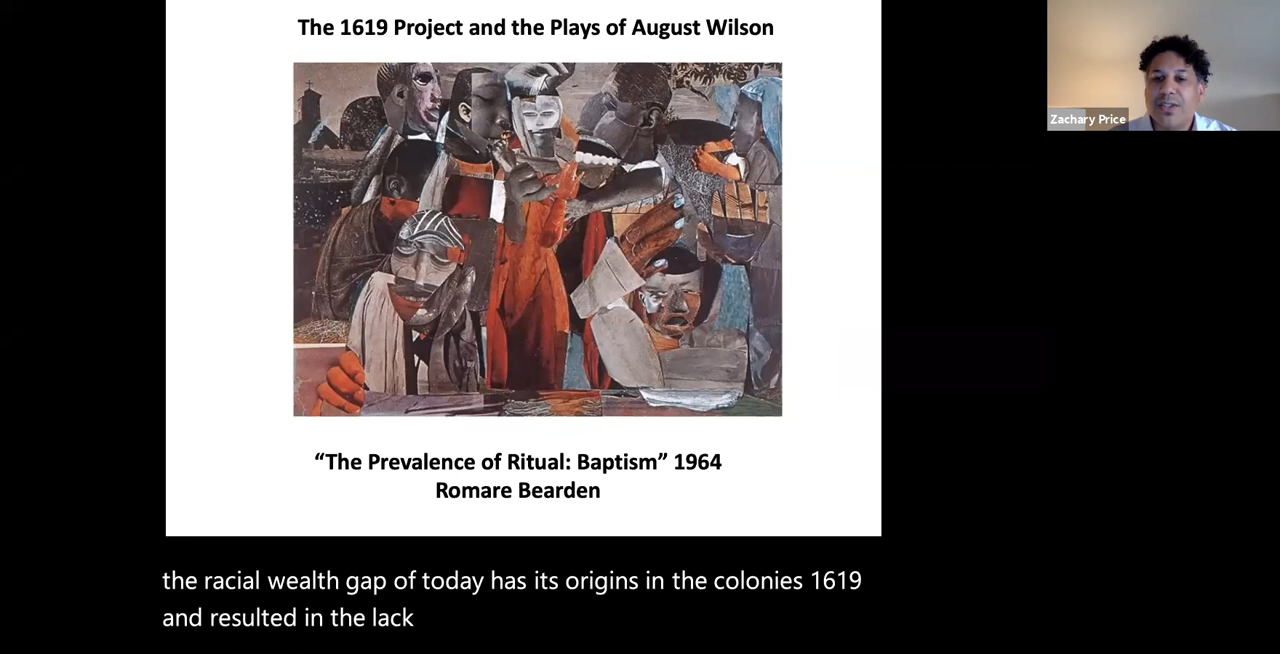 The 1619 Project and the Plays of August Wilson
Zachary Price
“The Prevalence of Ritual: Baptism” 1964
Romare Bearden
the racial wealth gap of today has its origins in the colonies 1619
and resulted in the lack